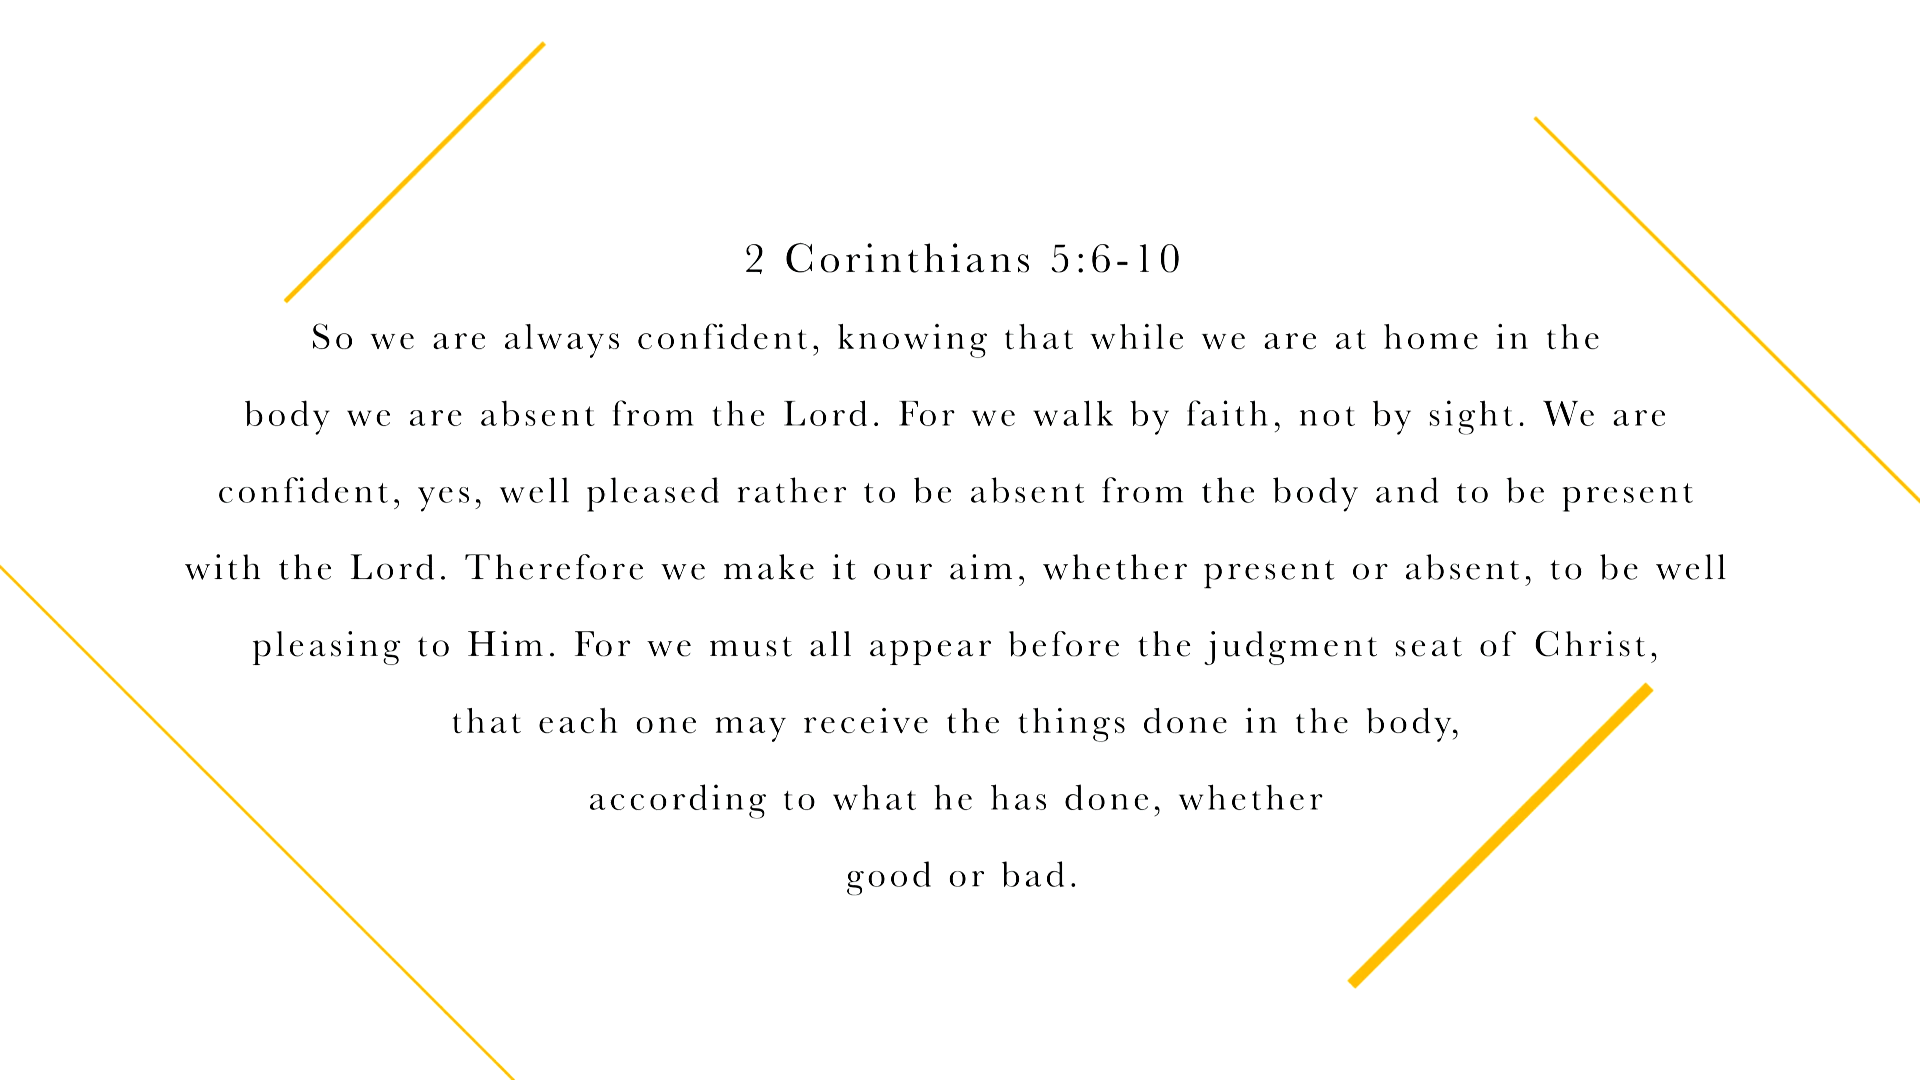 2 Corinthians 5:6-10
So we are always confident, knowing that while we are at home in the
body we are absent from the Lord. For we walk by faith, not by sight. We are
confident, yes, well pleased rather to be absent from the body and to be present
with the Lord. Therefore we make it our aim, whether present or absent, to be well
pleasing to Him. For we must all appear before the judgment seat of Christ,
that each one may receive the things done in the body,
according to what he has done, whether
good or bad.